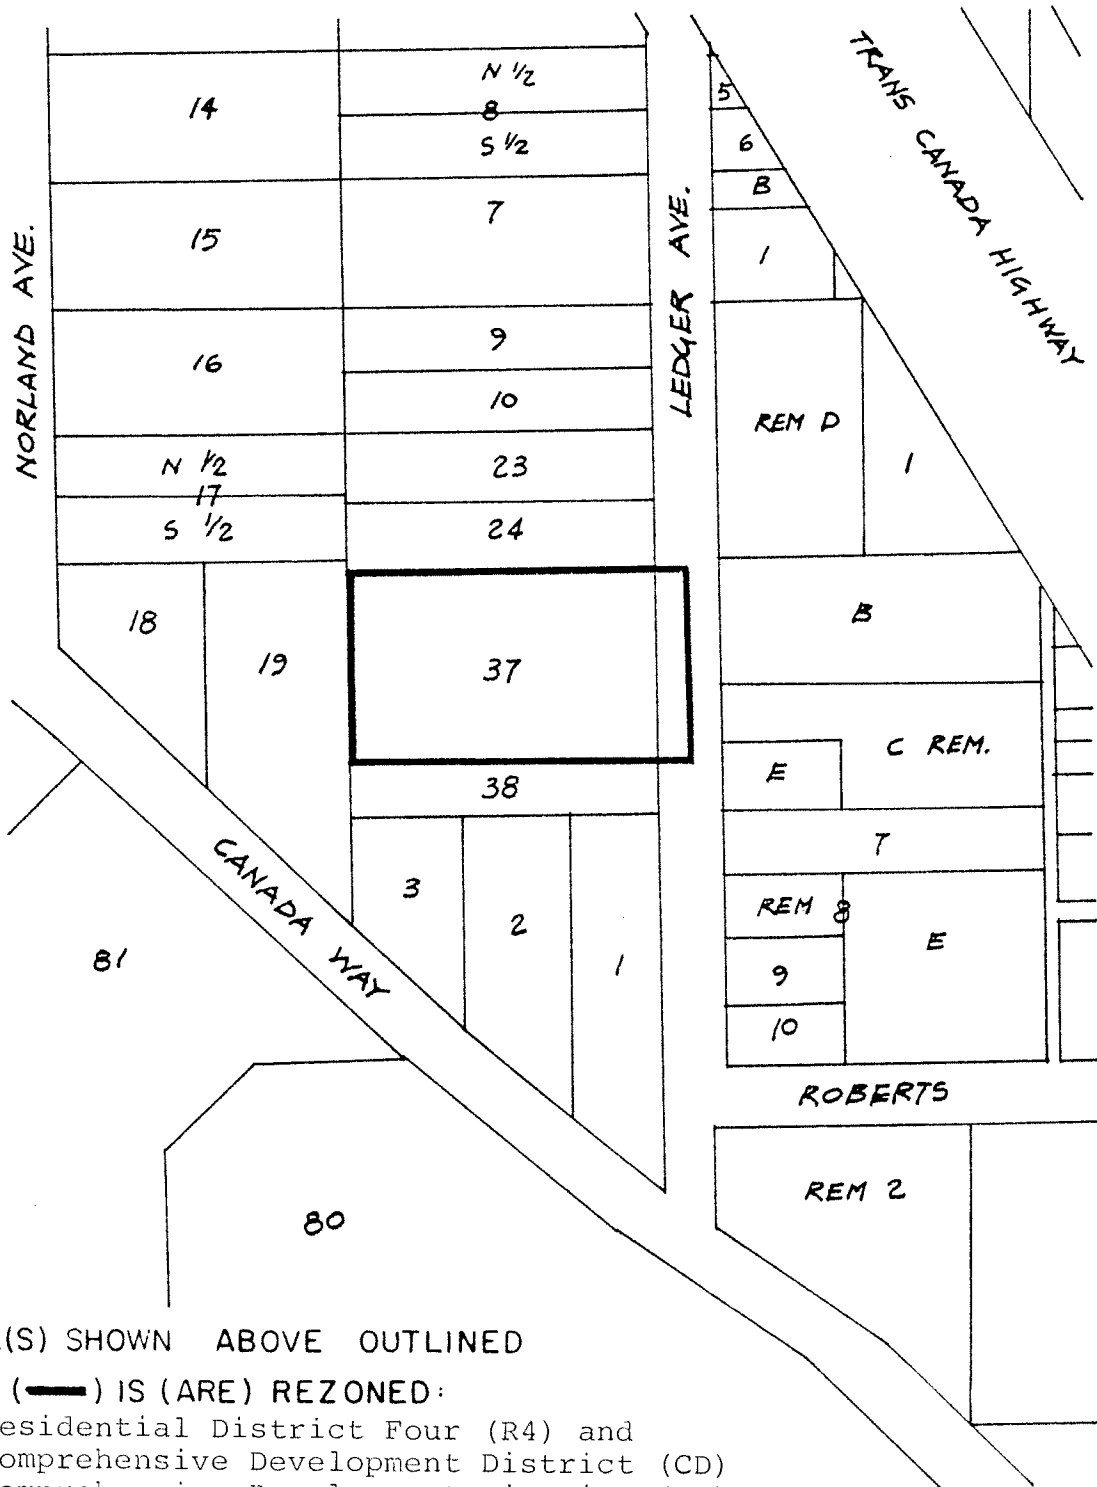 NORLAND AVE.
14
15
16
N 1/2
17
S 1/2
18
19
N 1/2
8
S 1/2
7
9
10
23
24
37
38
3
2
1
LEDGER AVE.
5
6
B
1
REM D
1
B
C REM.
E
7
REM 8
E
9
10
ROBERTS
REM 2
TRANS CANADA HIGHWAY
CANADA WAY
81
80
(S) SHOWN ABOVE OUTLINED
(━) IS (ARE) REZONED:
esidential District Four (R4) and
omprehensive Development District (CD)